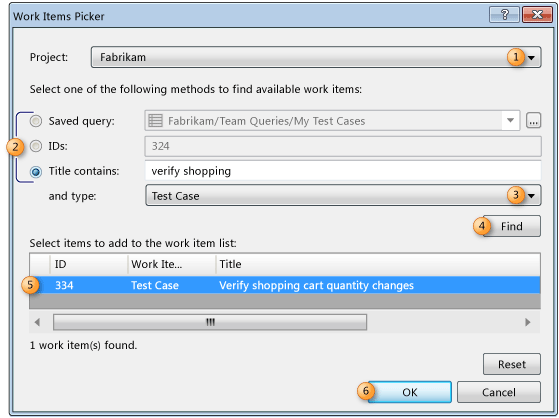 Work Items Picker ? X
Project: Fabrikam 1
Select one of the following methods to find available work items:
Saved query: Fabrikam/Team Queries/My Test Cases ...
2 IDs: 324
Title contains: verify shopping
and type: Test Case 3
4 Find
Select items to add to the work item list:
ID Work Ite... Title
5 334 Test Case Verify shopping cart quantity changes
1 work item(s) found.
Reset
6 OK Cancel